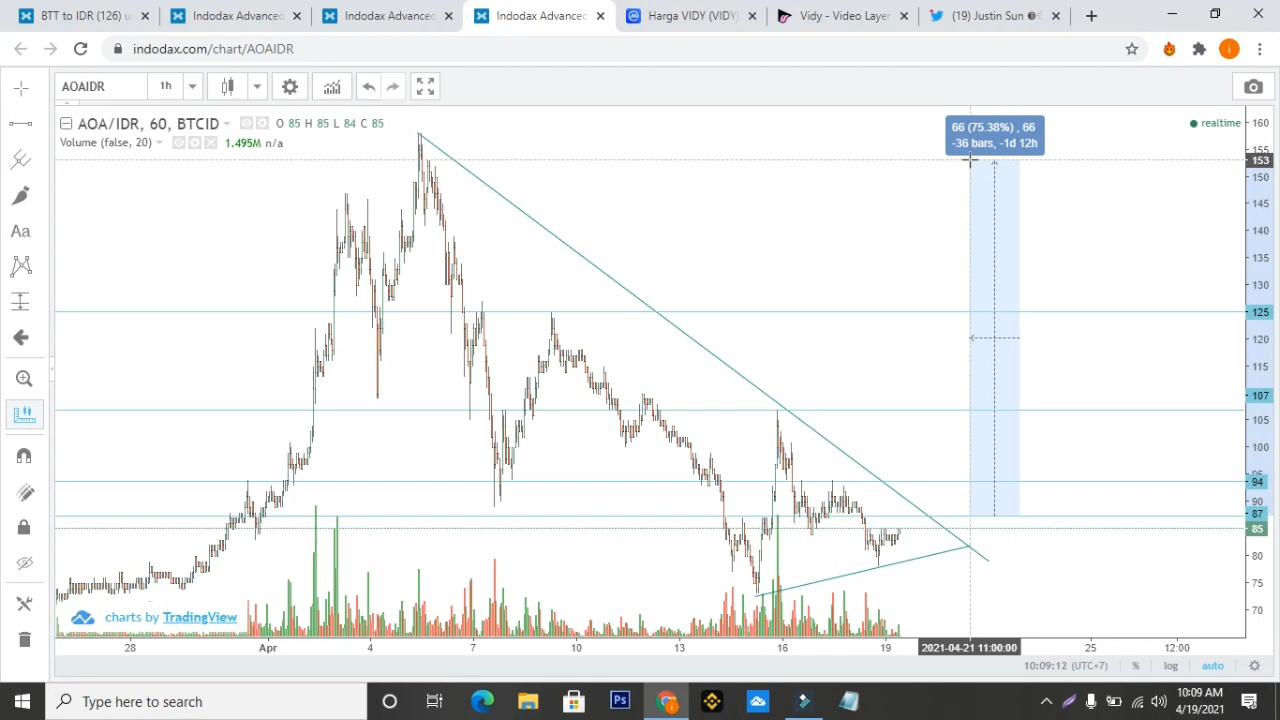 BTT to IDR (126) u
Indodax Advanced
Indodax Advanced
Indodax Advanced
Harga VIDY (VIDY)
Vidy - Video Layer
(19) Justin Sun
indodax.com/chart/AOAIDR
i
AOAIDR
1h
AOA/IDR, 60, BTCID
O 85 H 85 L 84 C 85
Volume (false, 20)
1.495M n/a
66 (75.38%) , 66
-36 bars, -1d 12h
realtime
Aa
160
155
153
150
145
140
135
130
125
120
115
107
105
100
95
94
90
87
85
80
75
70
charts by TradingView
28
Apr
4
7
10
13
16
19
2021-04-21 11:00:00
25
12:00
10:09:12 (UTC+7)
%
log
auto
Type here to search
Ps
10:09 AM
4/19/2021